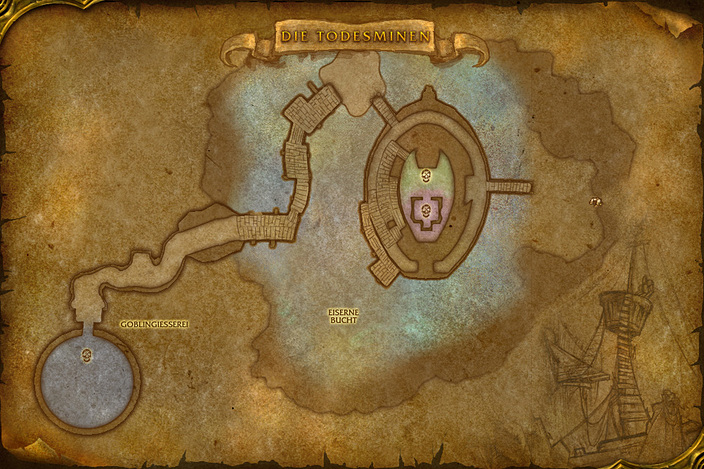 DIE TODESMINEN
EISERNE
BUCHT
GOBLINGIESSEREI